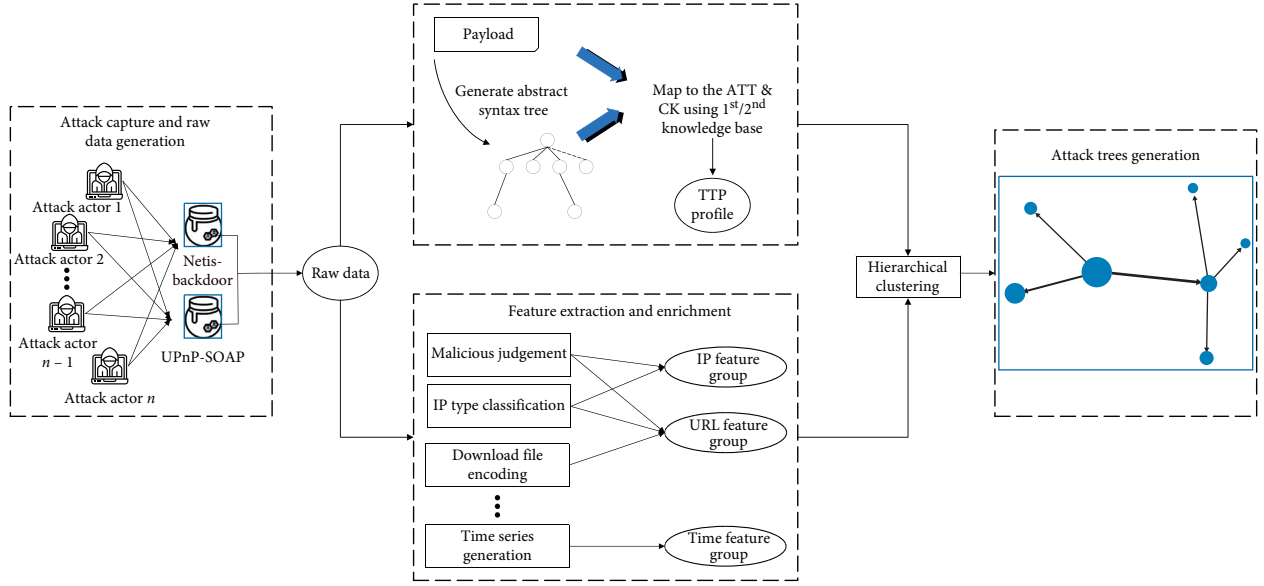 Attack capture and raw
data generation
Attack actor 1
Attack actor 2
Attack actor
n – 1
Attack actor n
Netis-
backdoor
UPnP-SOAP
Raw data
Payload
Generate abstract
syntax tree
Map to the ATT &
CK using 1st/2nd
knowledge base
TTP
profile
Feature extraction and enrichment
Malicious judgement
IP type classification
Download file
encoding
Time series
generation
IP feature
group
URL feature
group
Time feature
group
Hierarchical
clustering
Attack trees generation